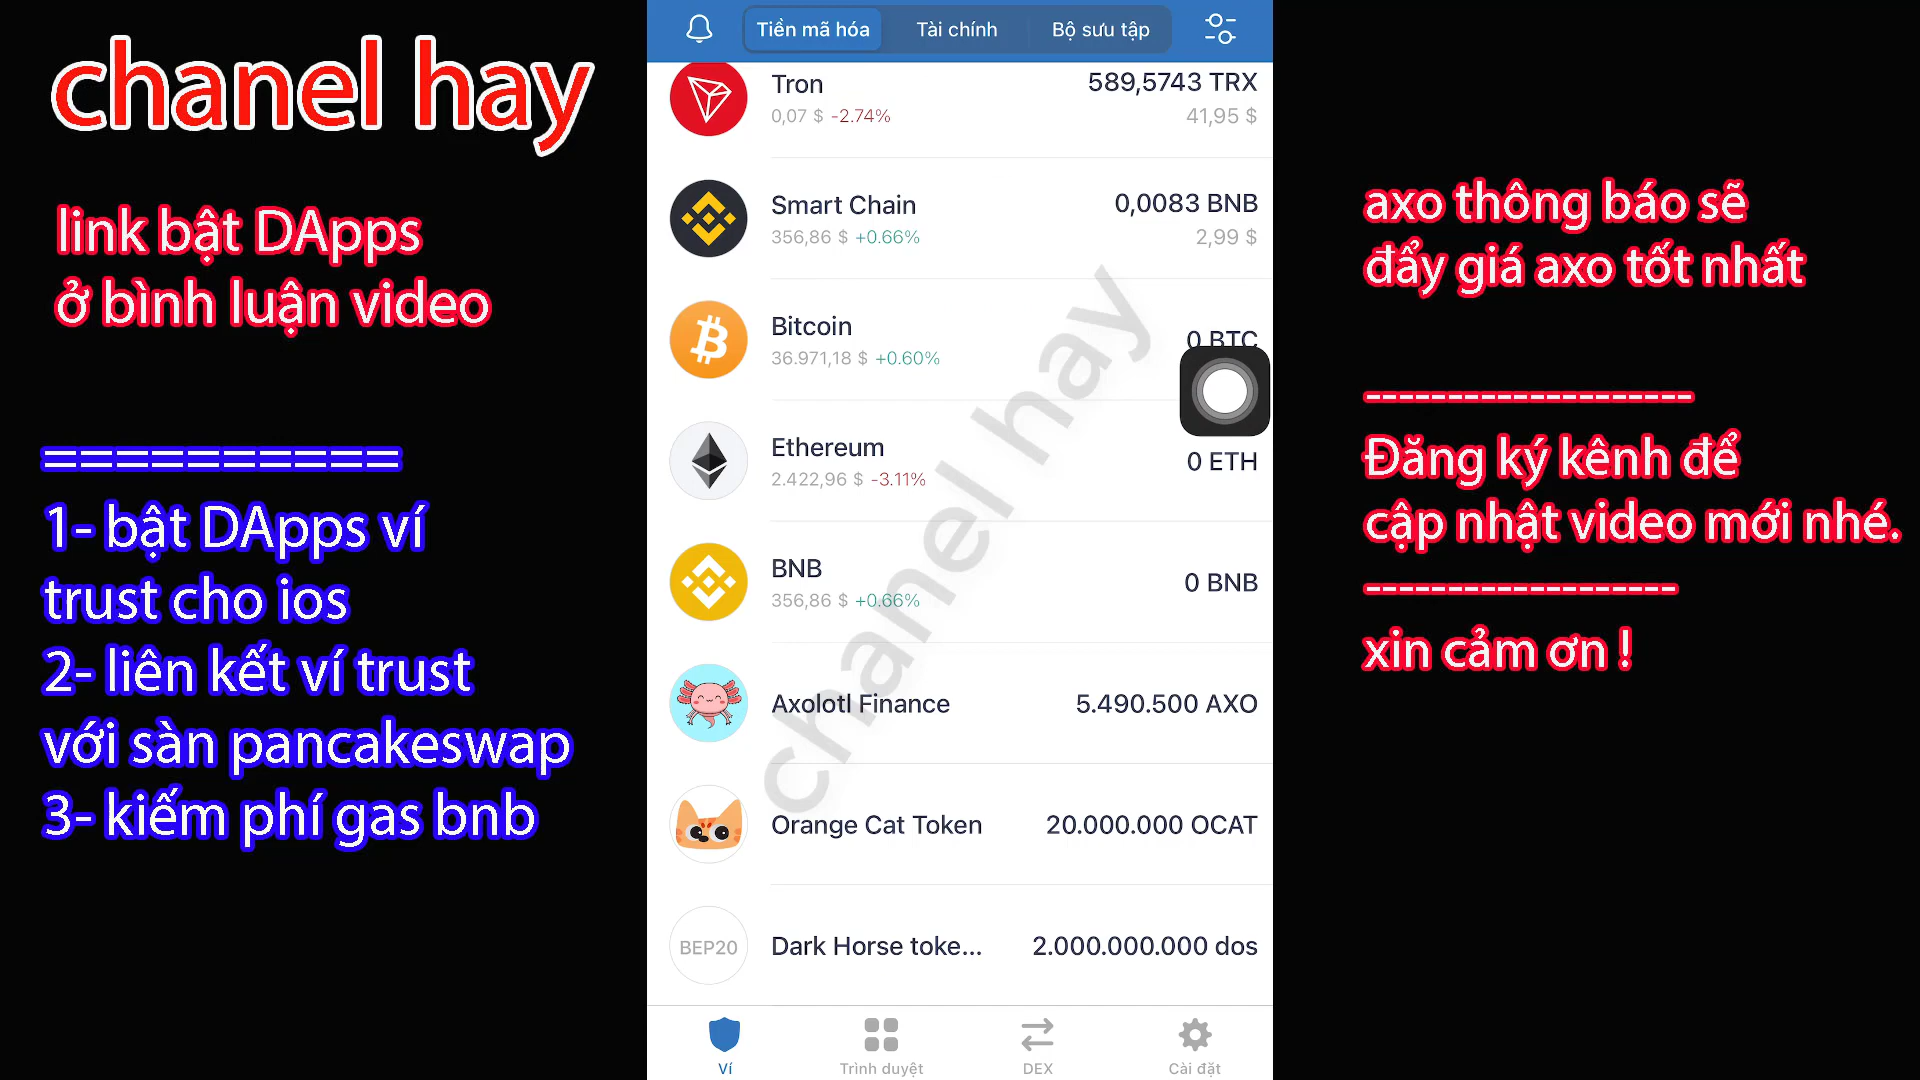 chanel hay
link bật DApps
ở bình luận video
==========
1- bật DApps ví
trust cho ios
2- liên kết ví trust
với sàn pancakeswap
3- kiếm phí gas bnb
Tiền mã hóa
Tài chính
Bộ sưu tập
Tron
589,5743 TRX
0,07 $ -2.74%
41,95 $
Smart Chain
0,0083 BNB
356,86 $ +0.66%
2,99 $
Bitcoin
0 BTC
36.971,18 $ +0.60%
Ethereum
0 ETH
2.422,96 $ -3.11%
BNB
0 BNB
356,86 $ +0.66%
Axolotl Finance
5.490.500 AXO
Orange Cat Token
20.000.000 OCAT
BEP20
Dark Horse toke...
2.000.000.000 dos
chanel hay
Ví
Trình duyệt
DEX
Cài đặt
axo thông báo sẽ
đẩy giá axo tốt nhất
--------------------
Đăng ký kênh để
cập nhật video mới nhé.
-------------------
xin cảm ơn !